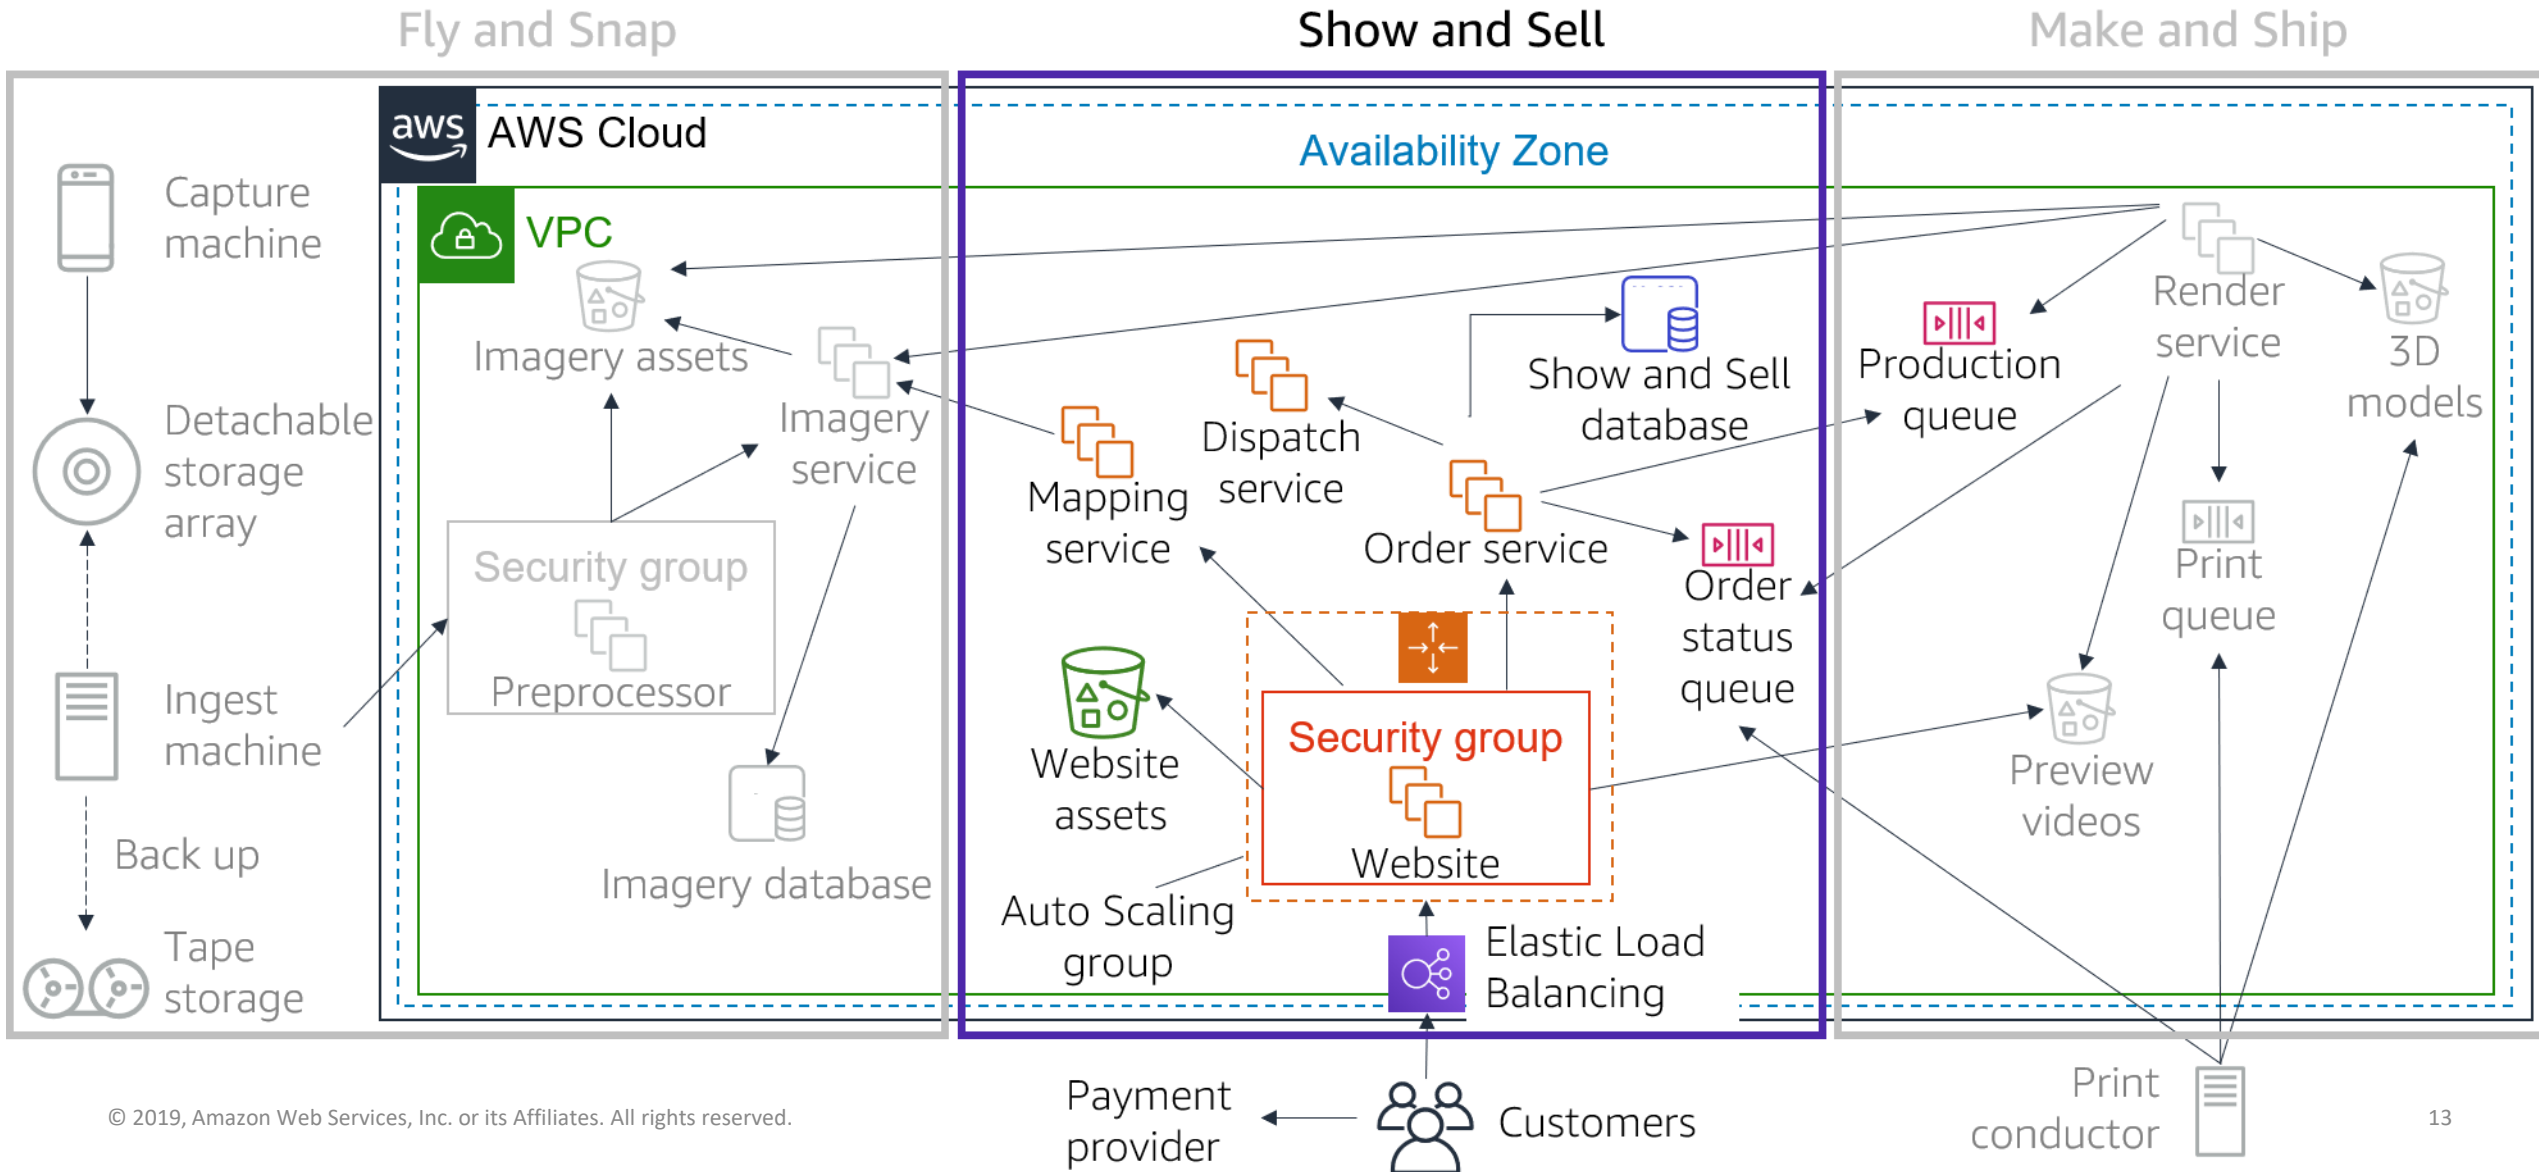 Fly and Snap
Show and Sell
Make and Ship
aws
AWS Cloud
Availability Zone
VPC
Capture
machine
Detachable
storage
array
Ingest
machine
Back up
Tape
storage
Imagery assets
Imagery
service
Security group
Preprocessor
Imagery database
Mapping
service
Dispatch
service
Show and Sell
database
Order service
Order
status
queue
Website
assets
Security group
Website
Auto Scaling
group
Elastic Load
Balancing
Production
queue
Render
service
3D
models
Print
queue
Preview
videos
Payment
provider
Customers
Print
conductor
© 2019, Amazon Web Services, Inc. or its Affiliates. All rights reserved.
13